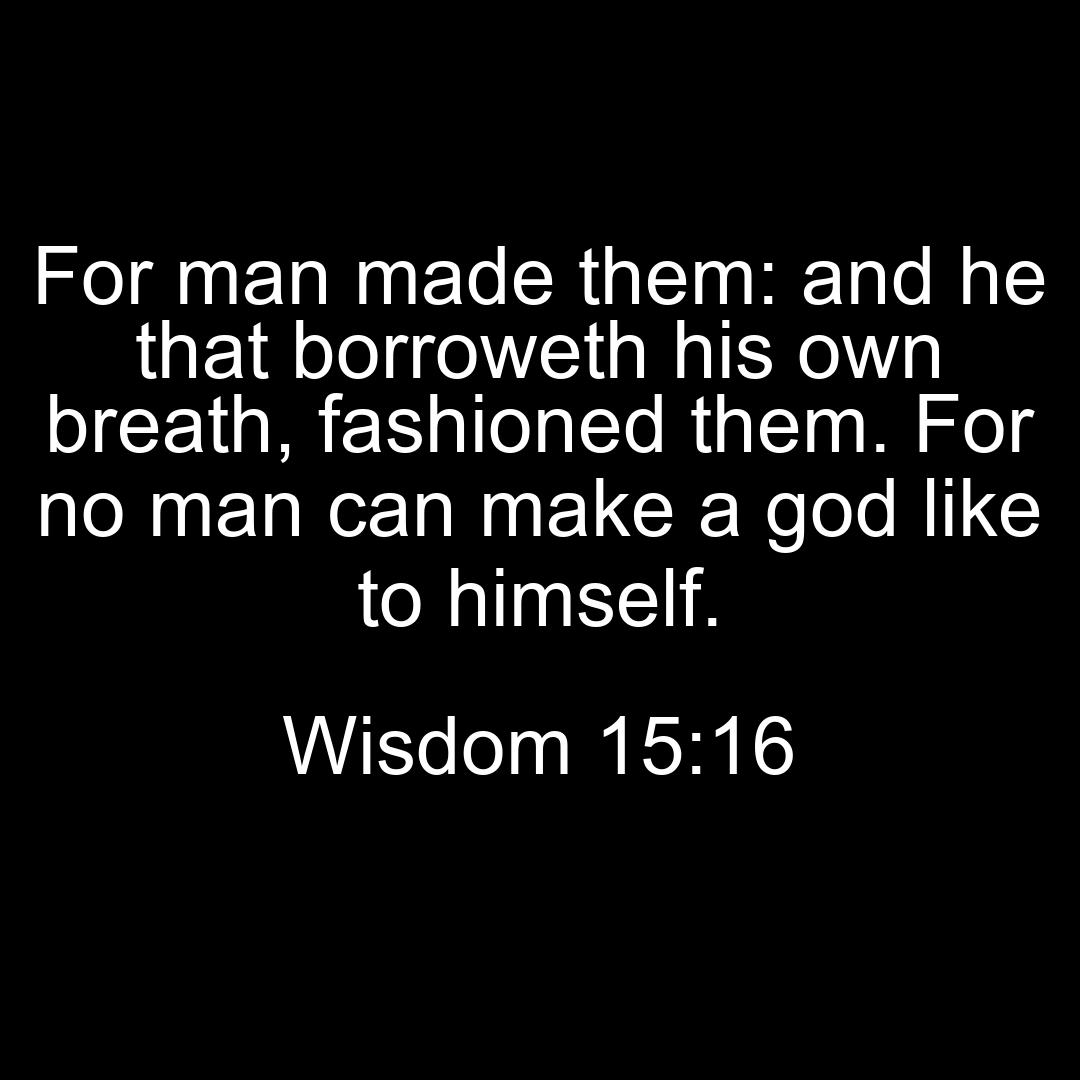 For man made them: and he
that borroweth his own
breath, fashioned them. For
no man can make a god like
to himself.
Wisdom 15:16